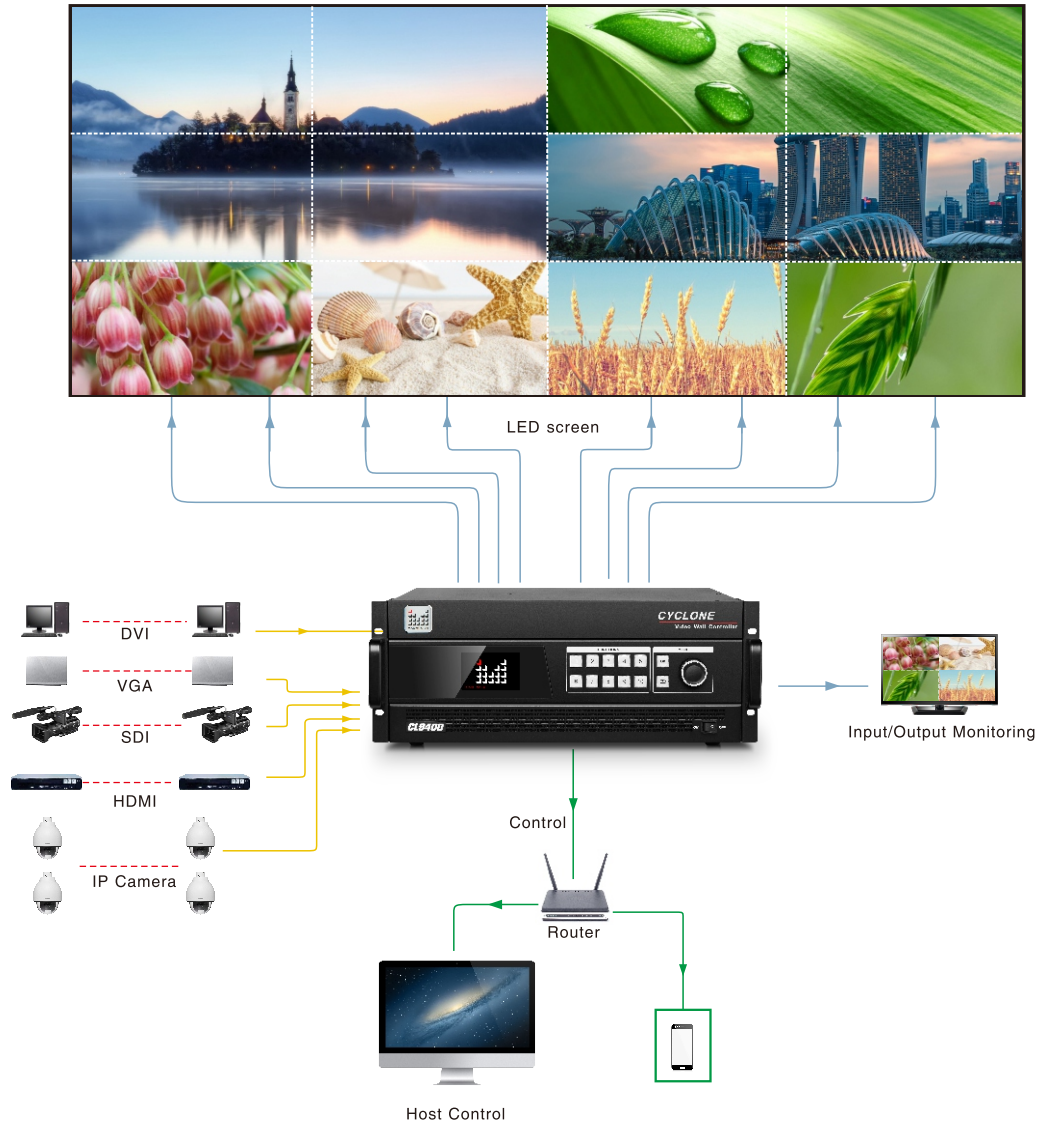 LED screen
CYCLONE
Video Wall Controller
DVI
VGA
SDI
HDMI
IP Camera
CL9400
Input/Output Monitoring
Control
Router
Host Control